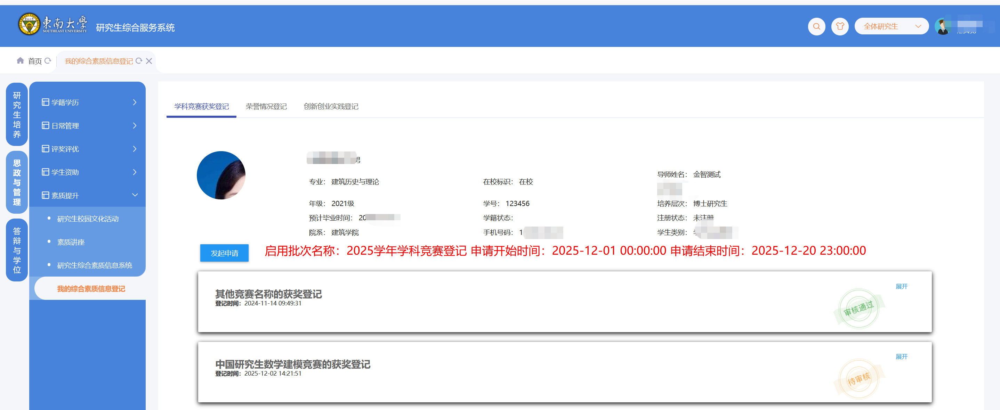 東南大學
SOUTHEAST UNIVERSITY
研究生综合服务系统
全体研究生
首页
我的综合素质信息登记
研究生培养
思政与管理
答辩与学位
学籍学历
日常管理
评奖评优
学生资助
素质提升
研究生校园文化活动
素质讲座
研究生综合素质信息系统
我的综合素质信息登记
学科竞赛获奖登记 荣誉情况登记 创新创业实践登记
男
导师姓名： 金智测试
专业： 建筑历史与理论 在校标识： 在校
年级： 2021级 学号： 123456 培养层次： 博士研究生
预计毕业时间： 20 学籍状态： 注册状态： 未注册
院系： 建筑学院 手机号码： 1 学生类别：
发起申请 启用批次名称：2025学年学科竞赛登记 申请开始时间：2025-12-01 00:00:00 申请结束时间：2025-12-20 23:00:00
其他竞赛名称的获奖登记
登记时间：2024-11-14 09:49:31
展开
审核通过
中国研究生数学建模竞赛的获奖登记
登记时间：2025-12-02 14:21:51
展开
待审核